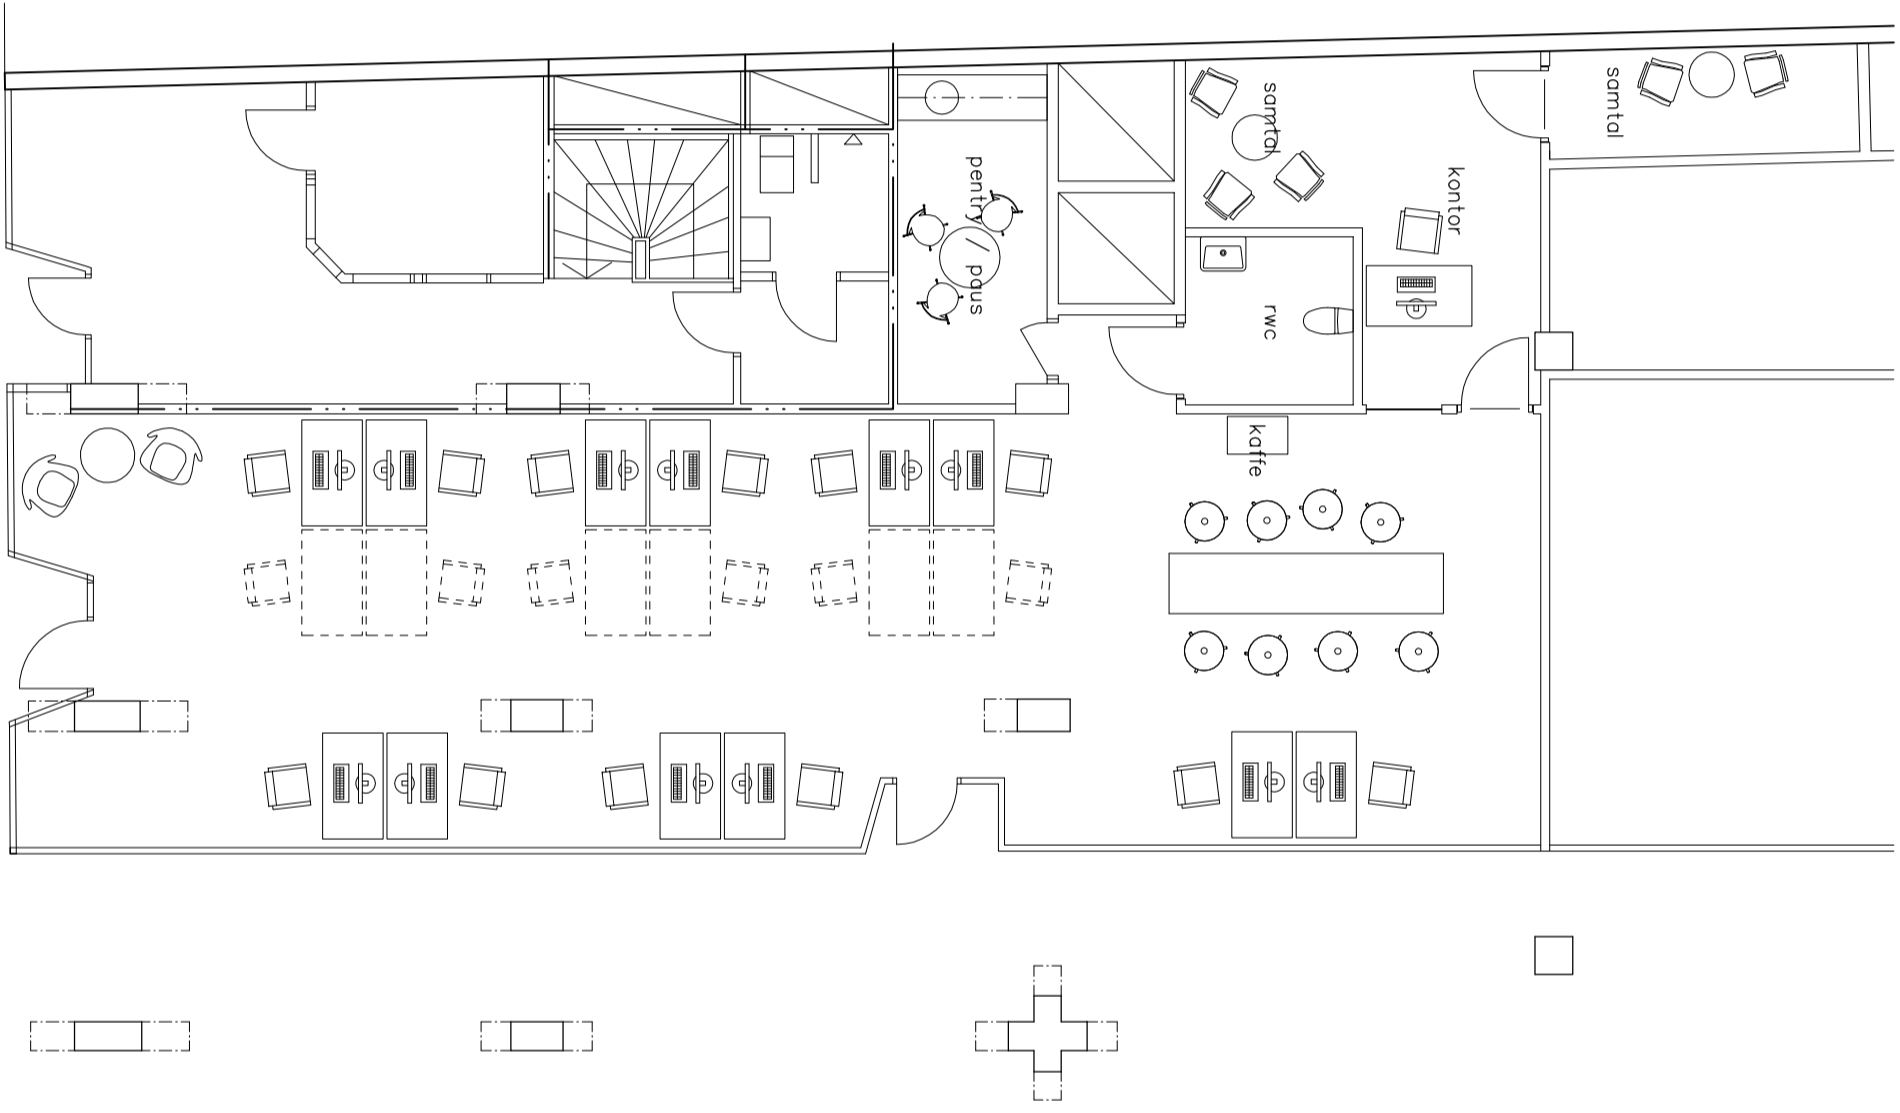 samtal
samtal
kontor
pentry / paus
rwc
kaffe